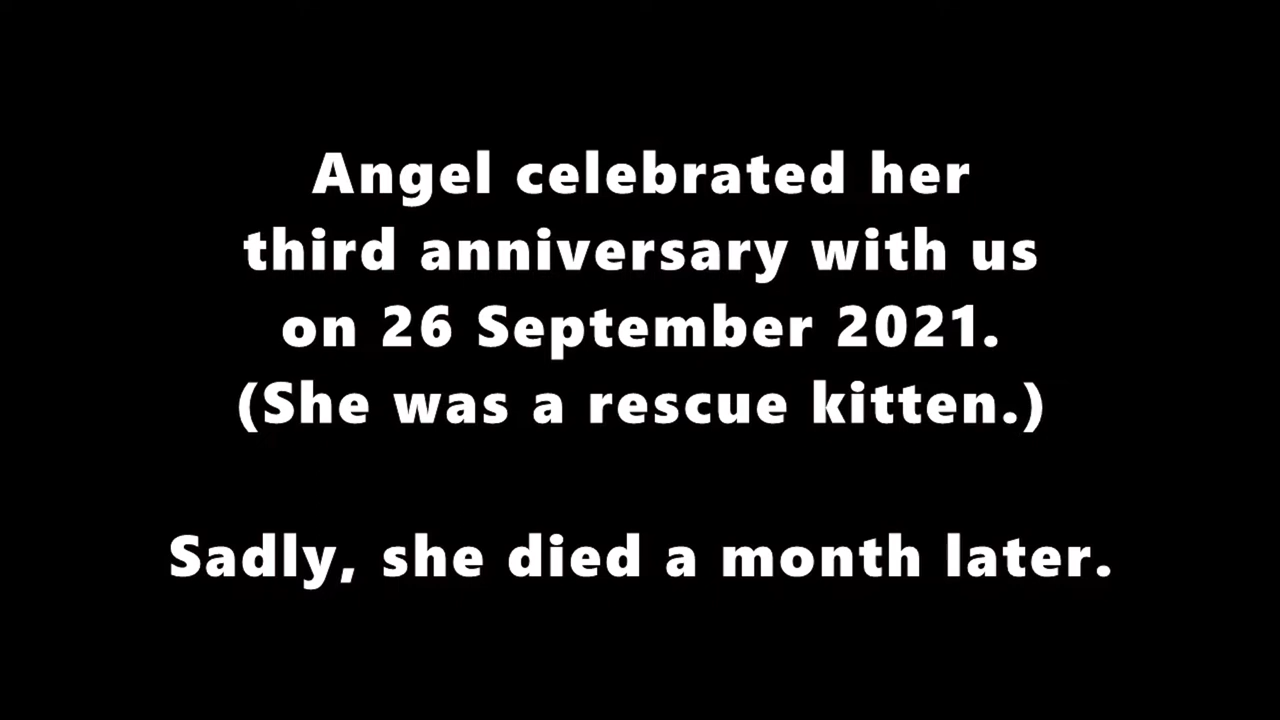 Angel celebrated her
third anniversary with us
on 26 September 2021.
(She was a rescue kitten.)
Sadly, she died a month later.